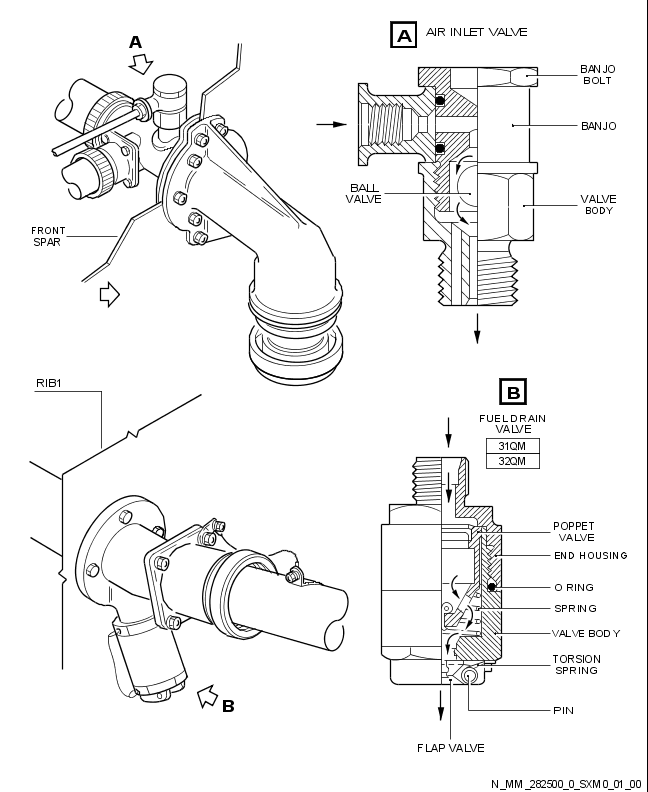 A
A AIR INLET VALVE
BANJO
BOLT
BANJO
BALL
VALVE
VALVE
BODY
FRONT
SPAR
RIB1
B
FUEL DRAIN
VALVE
31QM
32QM
POPPET
VALVE
END HOUSING
O RING
SPRING
VALVE BODY
TORSION
SPRING
PIN
B
FLAP VALVE
N_MM_282500_0_SXM0_01_00